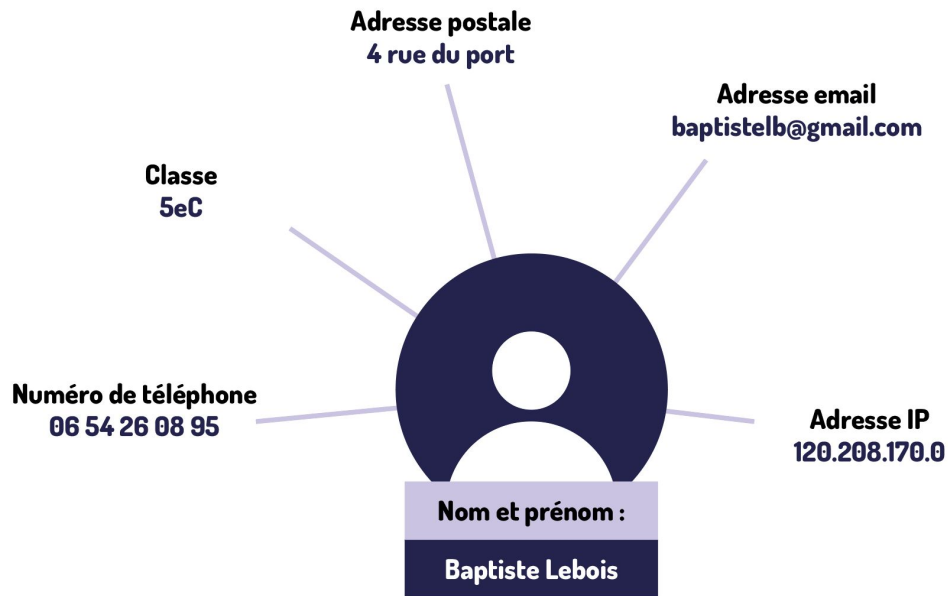 Adresse postale
4 rue du port
Adresse email
baptistelb@gmail.com
Classe
5eC
Numéro de téléphone
06 54 26 08 95
Adresse IP
120.208.170.0
Nom et prénom :
Baptiste Lebois